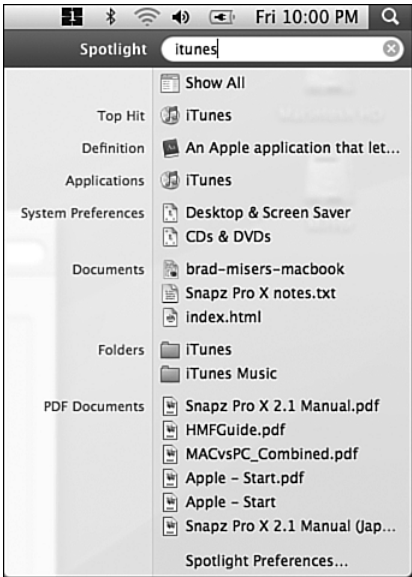 1 Fri 10:00 PM
Spotlight itunes
Show All
Top Hit iTunes
Definition An Apple application that let...
Applications iTunes
System Preferences Desktop & Screen Saver
CDs & DVDs
Documents brad-misers-macbook
Snapz Pro X notes.txt
index.html
Folders iTunes
iTunes Music
PDF Documents Snapz Pro X 2.1 Manual.pdf
HMFGuide.pdf
MACvsPC_Combined.pdf
Apple – Start.pdf
Apple – Start
Snapz Pro X 2.1 Manual (Jap...
Spotlight Preferences...